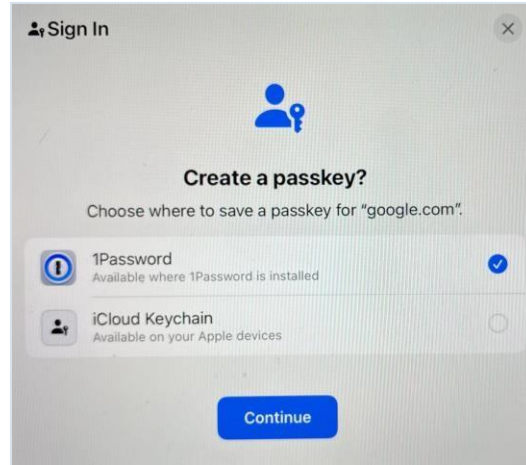 Sign In
Create a passkey?
Choose where to save a passkey for “google.com”.
1Password
Available where 1Password is installed
iCloud Keychain
Available on your Apple devices
Continue